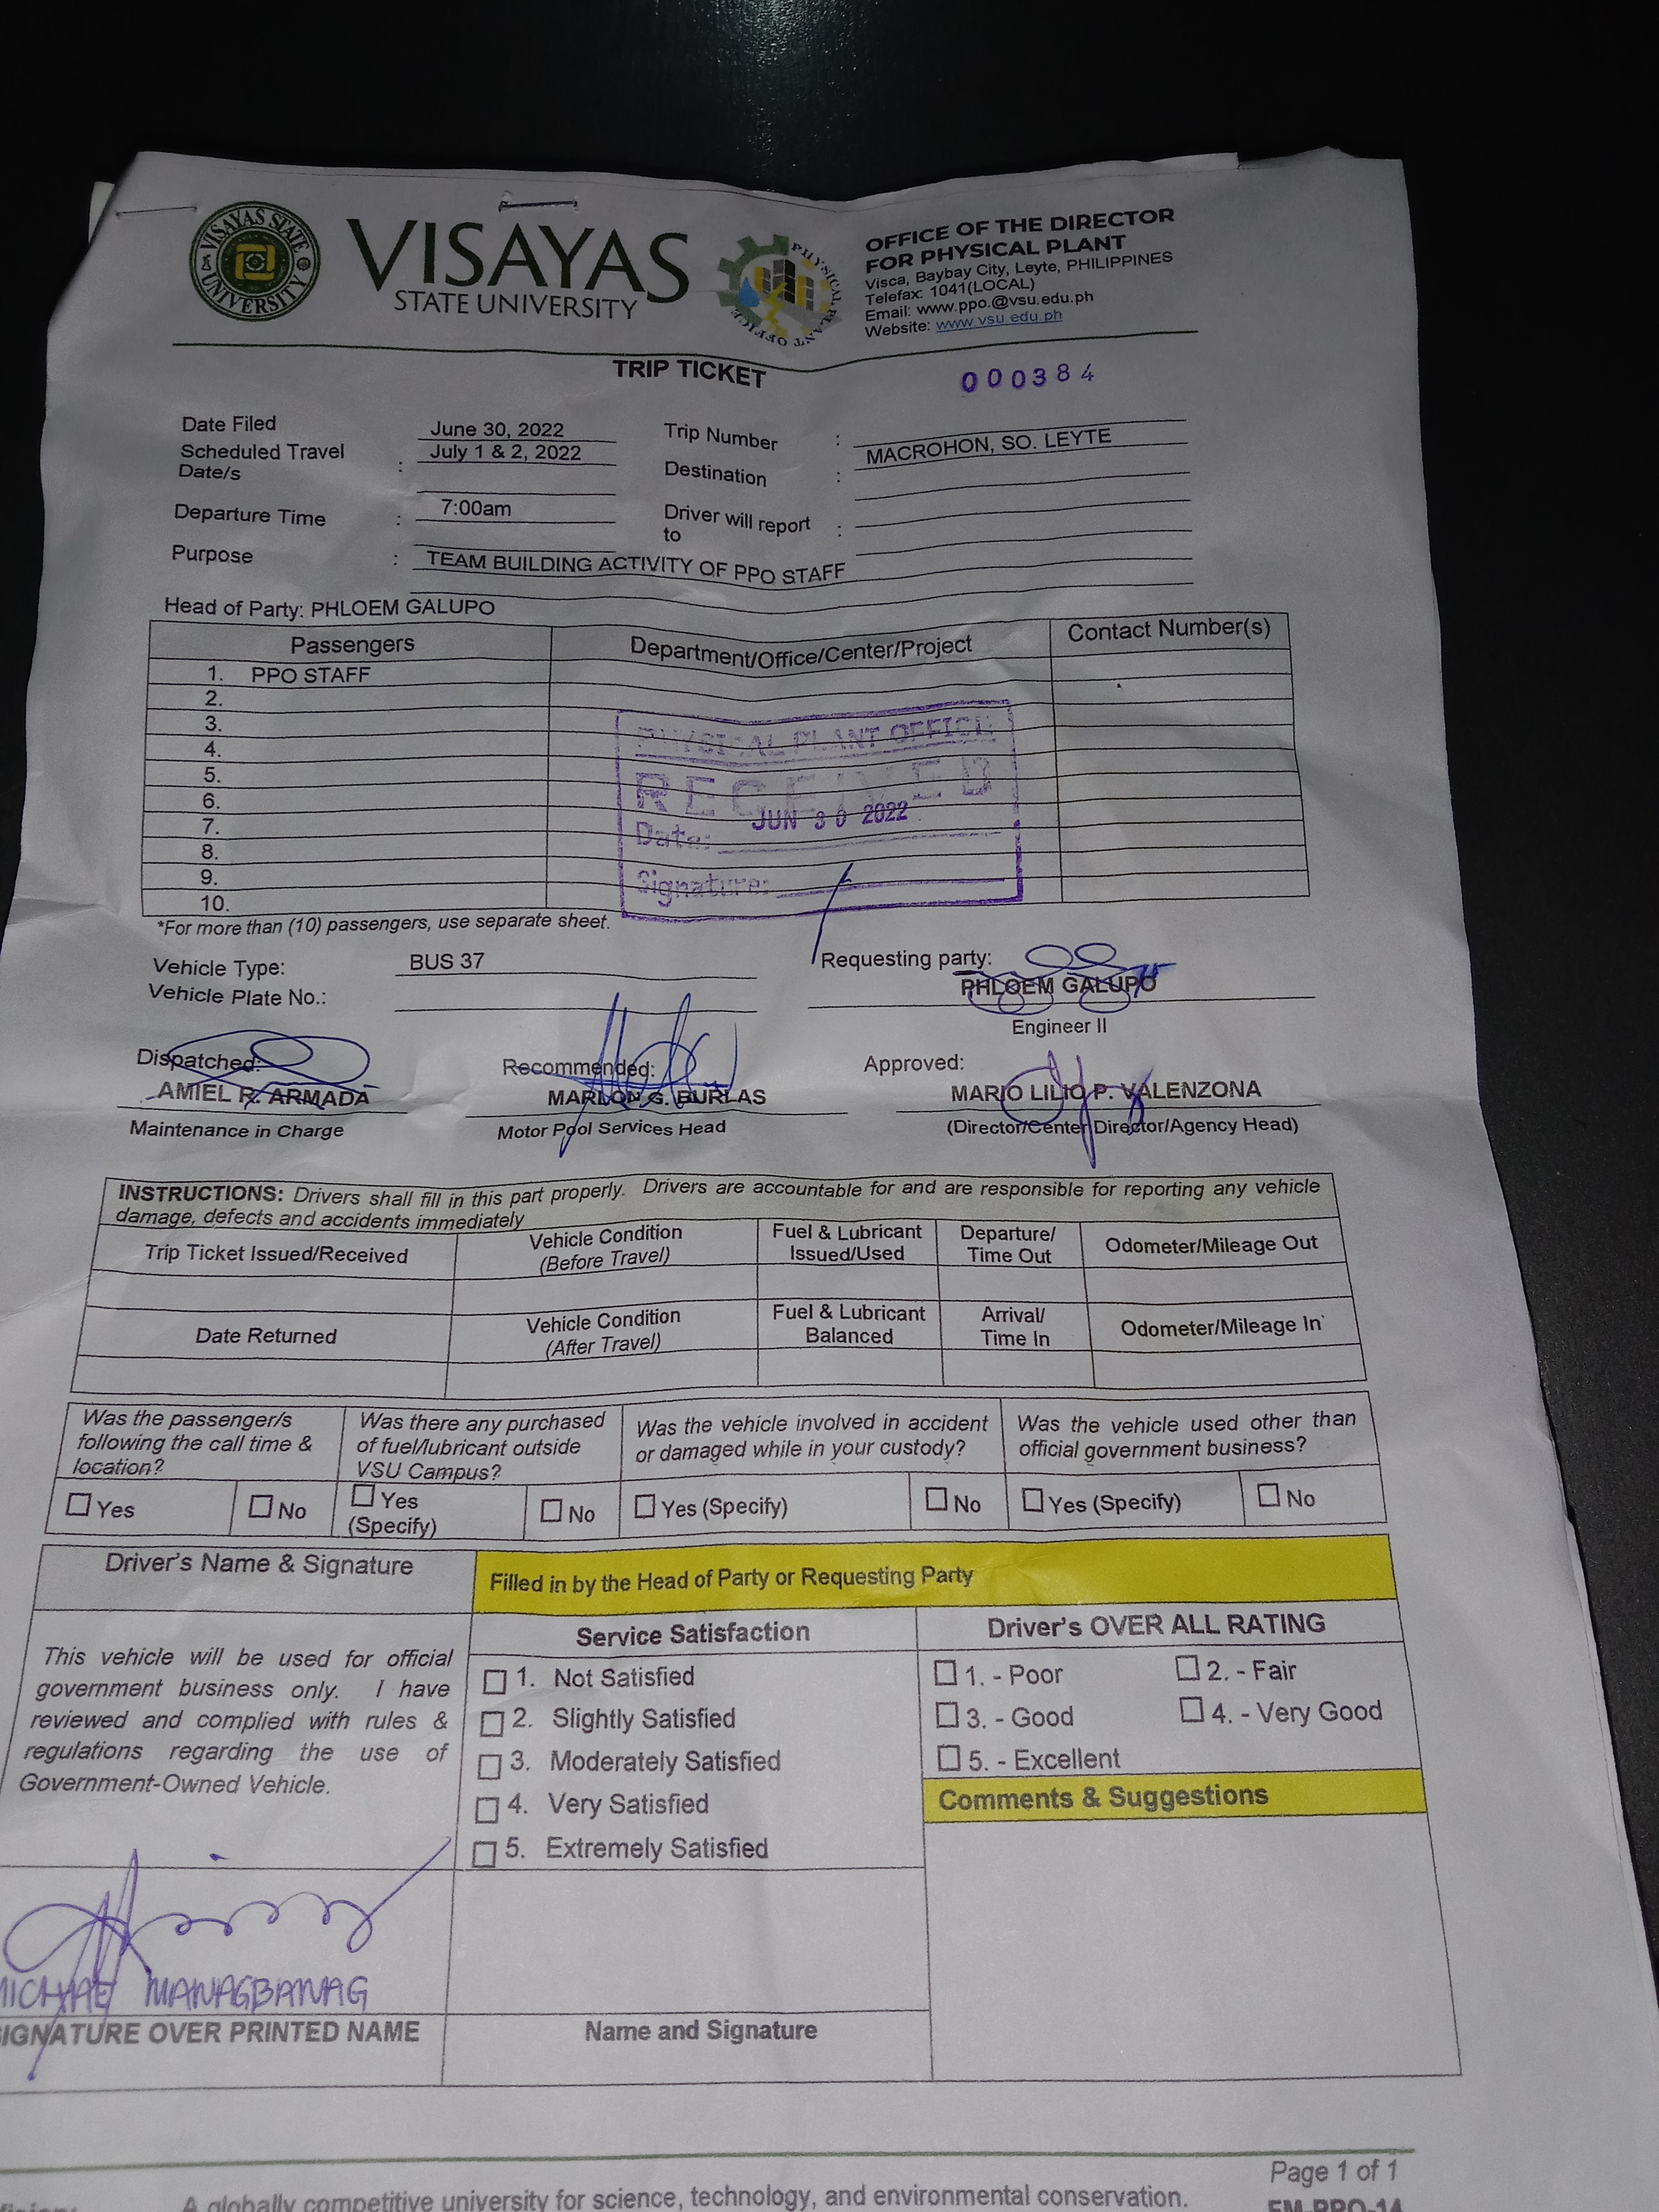 VISAYAS STATE UNIVERSITY
VISAYAS
STATE UNIVERSITY
PHYSICAL PLANT OFFICE
OFFICE OF THE DIRECTOR
FOR PHYSICAL PLANT
Visca, Baybay City, Leyte, PHILIPPINES
Telefax: 1041(LOCAL)
Email: www.ppo.@vsu.edu.ph
Website: www.vsu.edu.ph
TRIP TICKET
000384
Date Filed June 30, 2022 Trip Number :
Scheduled Travel Date/s : July 1 & 2, 2022 Destination : MACROHON, SO. LEYTE
Departure Time : 7:00am Driver will report to :
Purpose : TEAM BUILDING ACTIVITY OF PPO STAFF
Head of Party: PHLOEM GALUPO
Passengers Department/Office/Center/Project Contact Number(s)
1. PPO STAFF
2.
3.
4.
5.
6.
7.
8.
9.
10.
PHYSICAL PLANT OFFICE
RECEIVED
Date: JUN 30 2022
Signature:
*For more than (10) passengers, use separate sheet.
Vehicle Type: BUS 37
Vehicle Plate No.:
Requesting party:
PHLOEM GALUPO
Engineer II
Dispatched: Recommended: Approved:
AMIEL R. ARMADA MARLON G. BURLAS MARIO LILIO P. VALENZONA
Maintenance in Charge Motor Pool Services Head (Director/Center Director/Agency Head)
INSTRUCTIONS: Drivers shall fill in this part properly. Drivers are accountable for and are responsible for reporting any vehicle
damage, defects and accidents immediately
Trip Ticket Issued/Received Vehicle Condition (Before Travel) Fuel & Lubricant Issued/Used Departure/ Time Out Odometer/Mileage Out
Date Returned Vehicle Condition (After Travel) Fuel & Lubricant Balanced Arrival/ Time In Odometer/Mileage In
Was the passenger/s following the call time & location?
Was there any purchased of fuel/lubricant outside VSU Campus?
Was the vehicle involved in accident or damaged while in your custody?
Was the vehicle used other than official government business?
Yes No Yes (Specify) No Yes (Specify) No Yes (Specify) No
Driver's Name & Signature
Filled in by the Head of Party or Requesting Party
This vehicle will be used for official
government business only. I have
reviewed and complied with rules &
regulations regarding the use of
Government-Owned Vehicle.
Service Satisfaction
1. Not Satisfied
2. Slightly Satisfied
3. Moderately Satisfied
4. Very Satisfied
5. Extremely Satisfied
Driver's OVER ALL RATING
1. - Poor 2. - Fair
3. - Good 4. - Very Good
5. - Excellent
Comments & Suggestions
MANAGBANAG
SIGNATURE OVER PRINTED NAME
Name and Signature
Page 1 of 1
A globally competitive university for science, technology, and environmental conservation.
FM-PPO-14